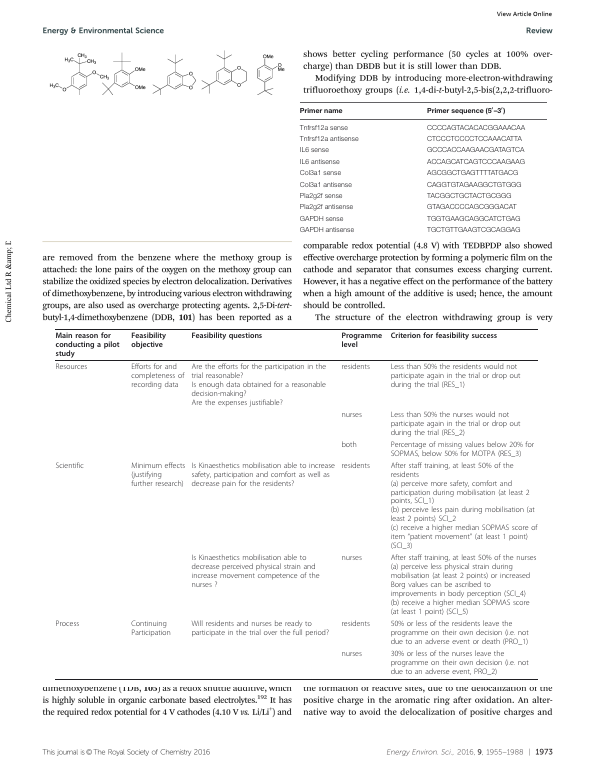 View Article Online
Energy & Environmental Science
Review
H₃C
CH₃
H₃C
CH₃
O
CH₃
H₃C
O
OMe
OMe
O
O
O
O
OMe
O
Me
shows better cycling performance (50 cycles at 100% over-
charge) than DBDB but it is still lower than DDB.
Modifying DDB by introducing more-electron-withdrawing
trifluoroethoxy groups (i.e. 1,4-di-t-butyl-2,5-bis(2,2,2-trifluoro-
Primer name Primer sequence (5′–3′)
Tnfrsf12a sense CCCCAGTACACACGGAAACAA
Tnfrsf12a antisense CTCCCTCCCCTCCAAACATTA
IL6 sense GCCCACCAAGAACGATAGTCA
IL6 antisense ACCAGCATCAGTCCCAAGAAG
Col3a1 sense AGCGGCTGAGTTTTATGACG
Col3a1 antisense CAGGTGTAGAAGGCTGTGGG
Pla2g2f sense TACGGCTGCTACTGCGGG
Pla2g2f antisense GTAGACCCCAGCGGGACAT
GAPDH sense TGGTGAAGCAGGCATCTGAG
GAPDH antisense TGCTGTTGAAGTCGCAGGAG
Chemical Ltd R &amp; I:
are removed from the benzene where the methoxy group is
attached: the lone pairs of the oxygen on the methoxy group can
stabilize the oxidized species by electron delocalization. Derivatives
of dimethoxybenzene, by introducing various electron withdrawing
groups, are also used as overcharge protecting agents. 2,5-Di-tert-
butyl-1,4-dimethoxybenzene (DDB, 101) has been reported as a
comparable redox potential (4.8 V) with TEDBPDP also showed
effective overcharge protection by forming a polymeric film on the
cathode and separator that consumes excess charging current.
However, it has a negative effect on the performance of the battery
when a high amount of the additive is used; hence, the amount
should be controlled.
The structure of the electron withdrawing group is very
Main reason for conducting a pilot study Feasibility objective Feasibility questions Programme level Criterion for feasibility success
Resources Efforts for and completeness of recording data Are the efforts for the participation in the trial reasonable?
Is enough data obtained for a reasonable decision-making?
Are the expenses justifiable?
residents Less than 50% the residents would not participate again in the trial or drop out during the trial (RES_1)
nurses Less than 50% the nurses would not participate again in the trial or drop out during the trial (RES_2)
both Percentage of missing values below 20% for SOPMAS, below 50% for MOTPA (RES_3)
Scientific Minimum effects (justifying further research) Is Kinaesthetics mobilisation able to increase safety, participation and comfort as well as decrease pain for the residents?
residents After staff training, at least 50% of the residents
(a) perceive more safety, comfort and participation during mobilisation (at least 2 points, SCI_1)
(b) perceive less pain during mobilisation (at least 2 points) SCI_2
(c) receive a higher median SOPMAS score of item "patient movement" (at least 1 point) (SCI_3)
Is Kinaesthetics mobilisation able to decrease perceived physical strain and increase movement competence of the nurses ?
nurses After staff training, at least 50% of the nurses
(a) perceive less physical strain during mobilisation (at least 2 points) or increased Borg values can be ascribed to improvements in body perception (SCI_4)
(b) receive a higher median SOPMAS score (at least 1 point) (SCI_5)
Process Continuing Participation Will residents and nurses be ready to participate in the trial over the full period?
residents 50% or less of the residents leave the programme on their own decision (i.e. not due to an adverse event or death (PRO_1)
nurses 30% or less of the nurses leave the programme on their own decision (i.e. not due to an adverse event, PRO_2)
dimethoxybenzene (TDB, 105) as a redox shuttle additive, which
is highly soluble in organic carbonate based electrolytes.¹⁹² It has
the required redox potential for 4 V cathodes (4.10 V vs. Li/Li⁺) and
the formation of reactive sites, due to the delocalization of the
positive charge in the aromatic ring after oxidation. An alter-
native way to avoid the delocalization of positive charges and
This journal is © The Royal Society of Chemistry 2016
Energy Environ. Sci., 2016, 9, 1955–1988 | 1973